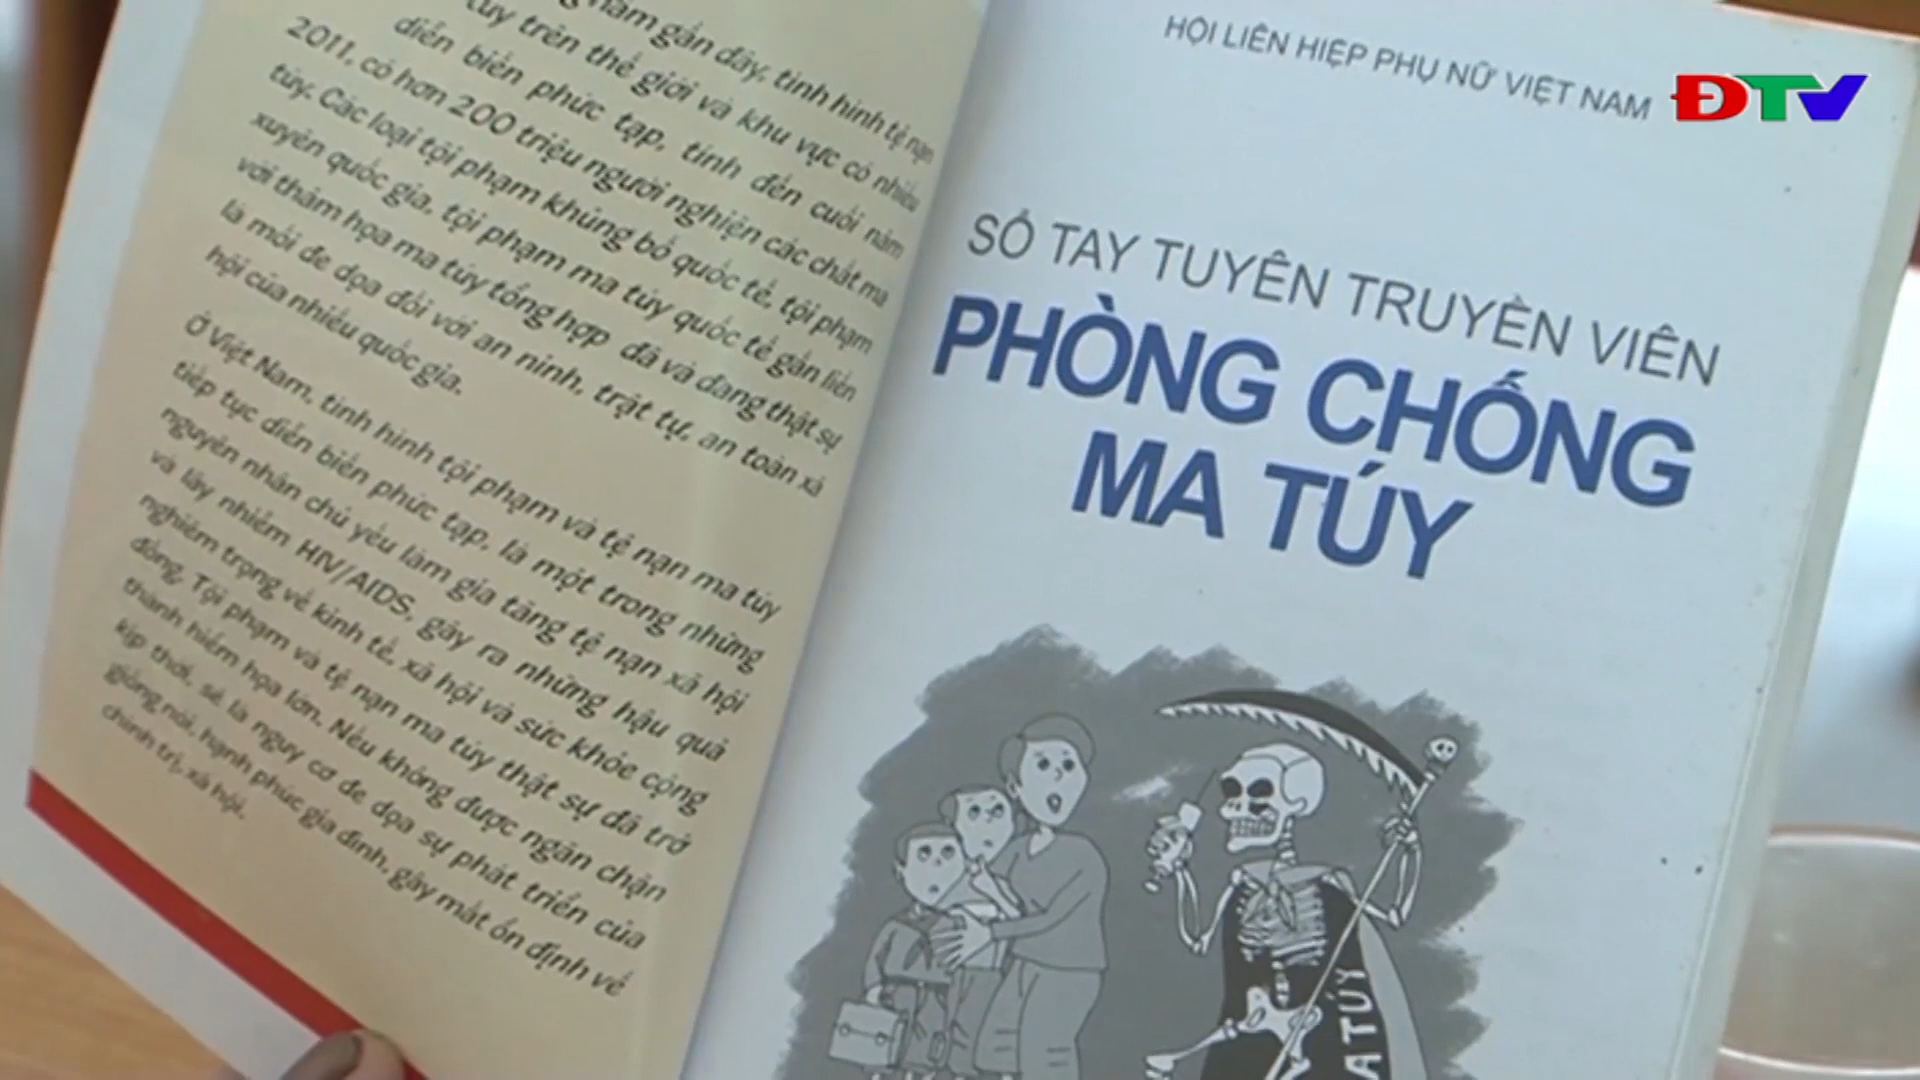 năm gần đây, tình hình tệ nạn
túy trên thế giới và khu vực có nhiều
diễn biến phức tạp, tính đến cuối năm
2011, có hơn 200 triệu người nghiện các chất ma
túy. Các loại tội phạm khủng bố quốc tế, tội phạm
xuyên quốc gia, tội phạm ma túy quốc tế gắn liền
với thảm họa ma túy tổng hợp đã và đang thật sự
là mối đe dọa đối với an ninh, trật tự, an toàn xã
hội của nhiều quốc gia.
Ở Việt Nam, tình hình tội phạm và tệ nạn ma túy
tiếp tục diễn biến phức tạp, là một trong những
nguyên nhân chủ yếu làm gia tăng tệ nạn xã hội
và lây nhiễm HIV/AIDS, gây ra những hậu quả
nghiêm trọng về kinh tế, xã hội và sức khỏe cộng
đồng. Tội phạm và tệ nạn ma túy thật sự đã trở
thành hiểm họa lớn. Nếu không được ngăn chặn
kịp thời, sẽ là nguy cơ đe dọa sự phát triển của
giống nòi, hạnh phúc gia đình, gây mất ổn định về
chính trị, xã hội.
HỘI LIÊN HIỆP PHỤ NỮ VIỆT NAM
ĐTV
SỔ TAY TUYÊN TRUYỀN VIÊN
PHÒNG CHỐNG
MA TÚY
A TÚY